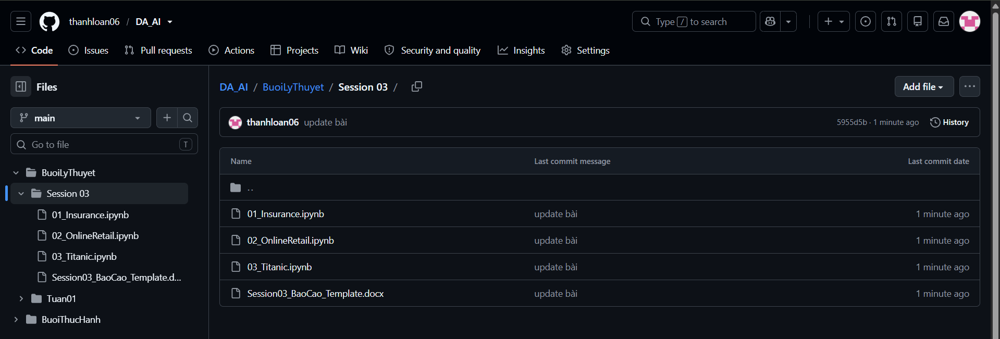 thanhloan06 / DA_AI
Type / to search
Code
Issues
Pull requests
Actions
Projects
Wiki
Security and quality
Insights
Settings
Files
main
Go to file
T
BuoiLyThuyet
Session 03
01_Insurance.ipynb
02_OnlineRetail.ipynb
03_Titanic.ipynb
Session03_BaoCao_Template.d...
Tuan01
BuoiThucHanh
DA_AI / BuoiLyThuyet / Session 03 /
Add file
thanhloan06 update bài
5955d5b · 1 minute ago
History
Name Last commit message Last commit date
..
01_Insurance.ipynb update bài 1 minute ago
02_OnlineRetail.ipynb update bài 1 minute ago
03_Titanic.ipynb update bài 1 minute ago
Session03_BaoCao_Template.docx update bài 1 minute ago